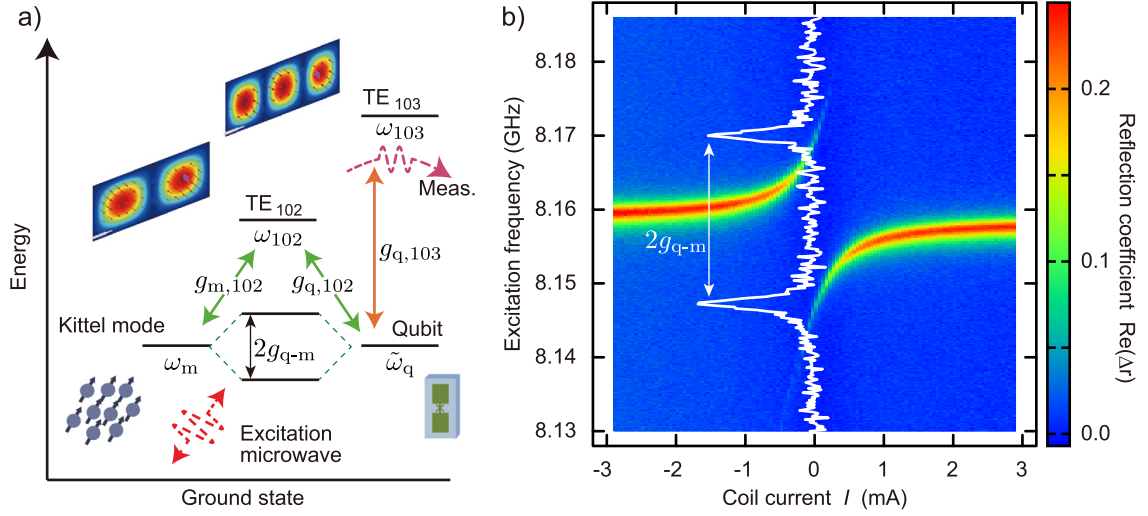 a)
Energy
TE 103
ω103
Meas.
TE 102
ω102
gq,103
gm,102
gq,102
Kittel mode
Qubit
ωm
2gq-m
ω̃q
Excitation
microwave
Ground state
b)
Excitation frequency (GHz)
8.18
8.17
8.16
8.15
8.14
8.13
2gq-m
-3
-2
-1
0
1
2
3
Coil current I (mA)
0.2
0.1
0.0
Reflection coefficient Re(Δr)